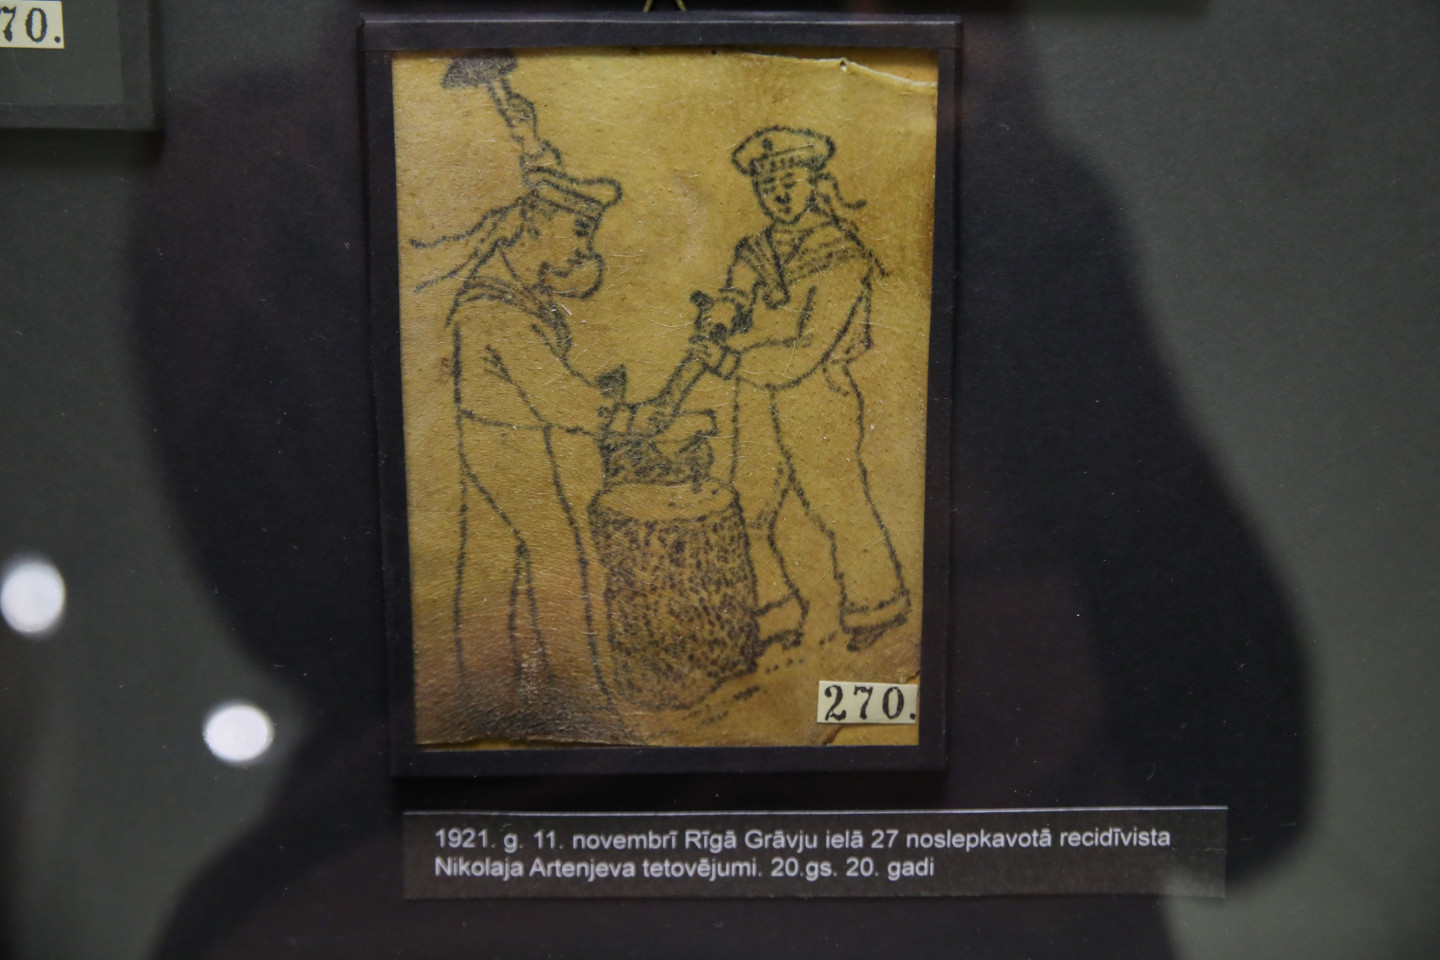 70.
270.
1921. g. 11. novembrī Rīgā Grāvju ielā 27 noslepkavotā recidīvista
Nikolaja Artenjeva tetovējumi. 20.gs. 20. gadi